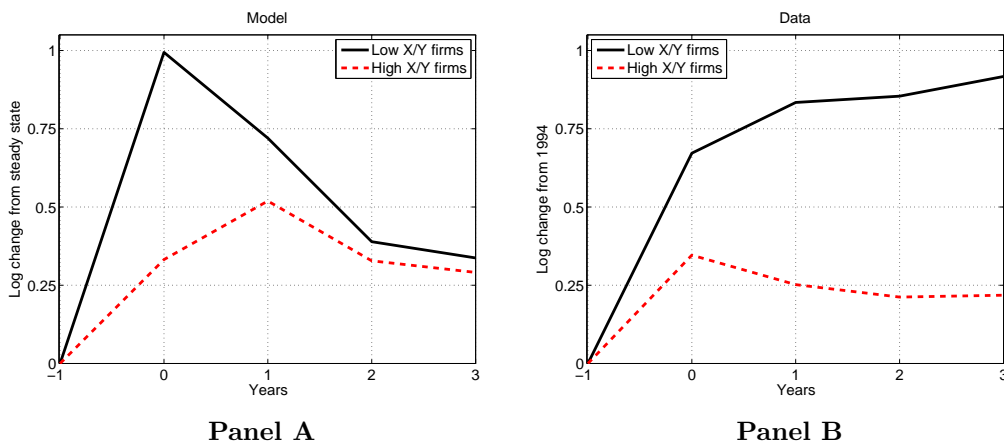 Model
Log change from steady state
1
0.75
0.5
0.25
0
Low X/Y firms
High X/Y firms
−1 0 1 2 3
Years
Panel A
Data
Log change from 1994
1
0.75
0.5
0.25
0
Low X/Y firms
High X/Y firms
−1 0 1 2 3
Years
Panel B